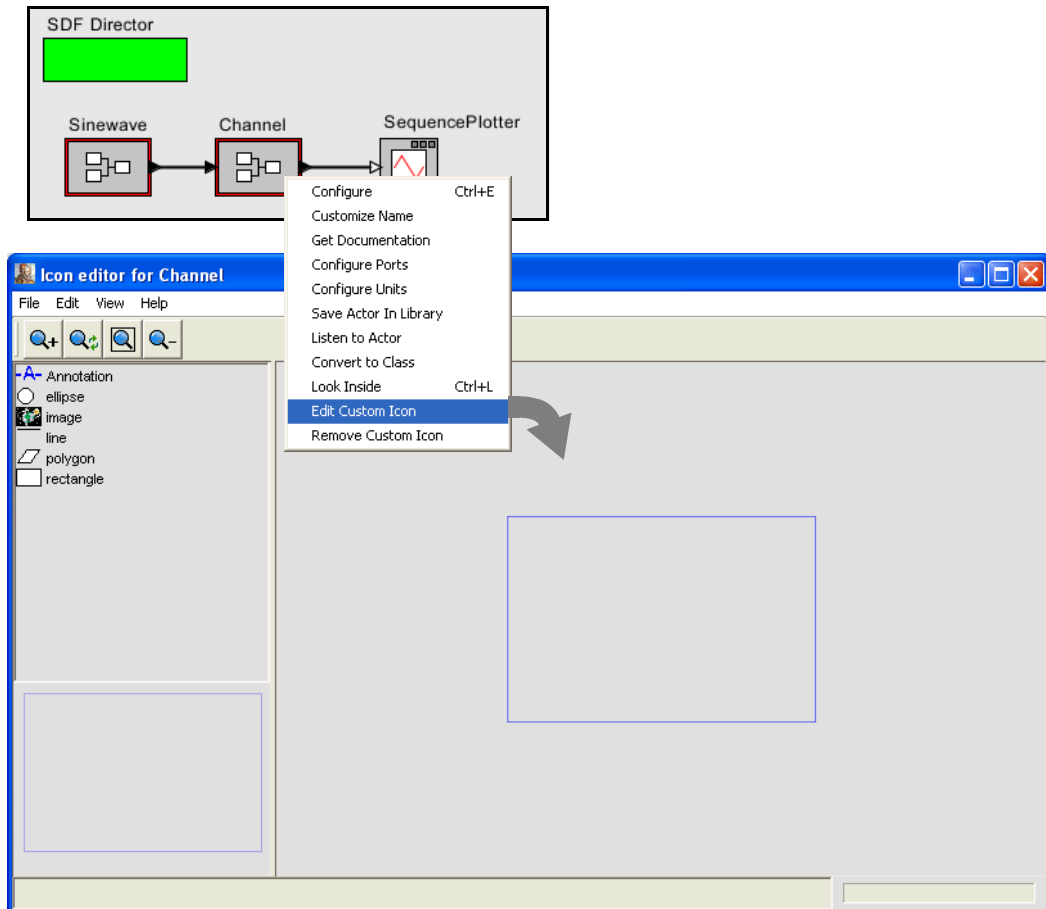 SDF Director
Sinewave Channel SequencePlotter
Configure Ctrl+E
Customize Name
Get Documentation
Configure Ports
Configure Units
Save Actor In Library
Listen to Actor
Convert to Class
Look Inside Ctrl+L
Edit Custom Icon
Remove Custom Icon
Icon editor for Channel
File Edit View Help
-A- Annotation
ellipse
image
line
polygon
rectangle